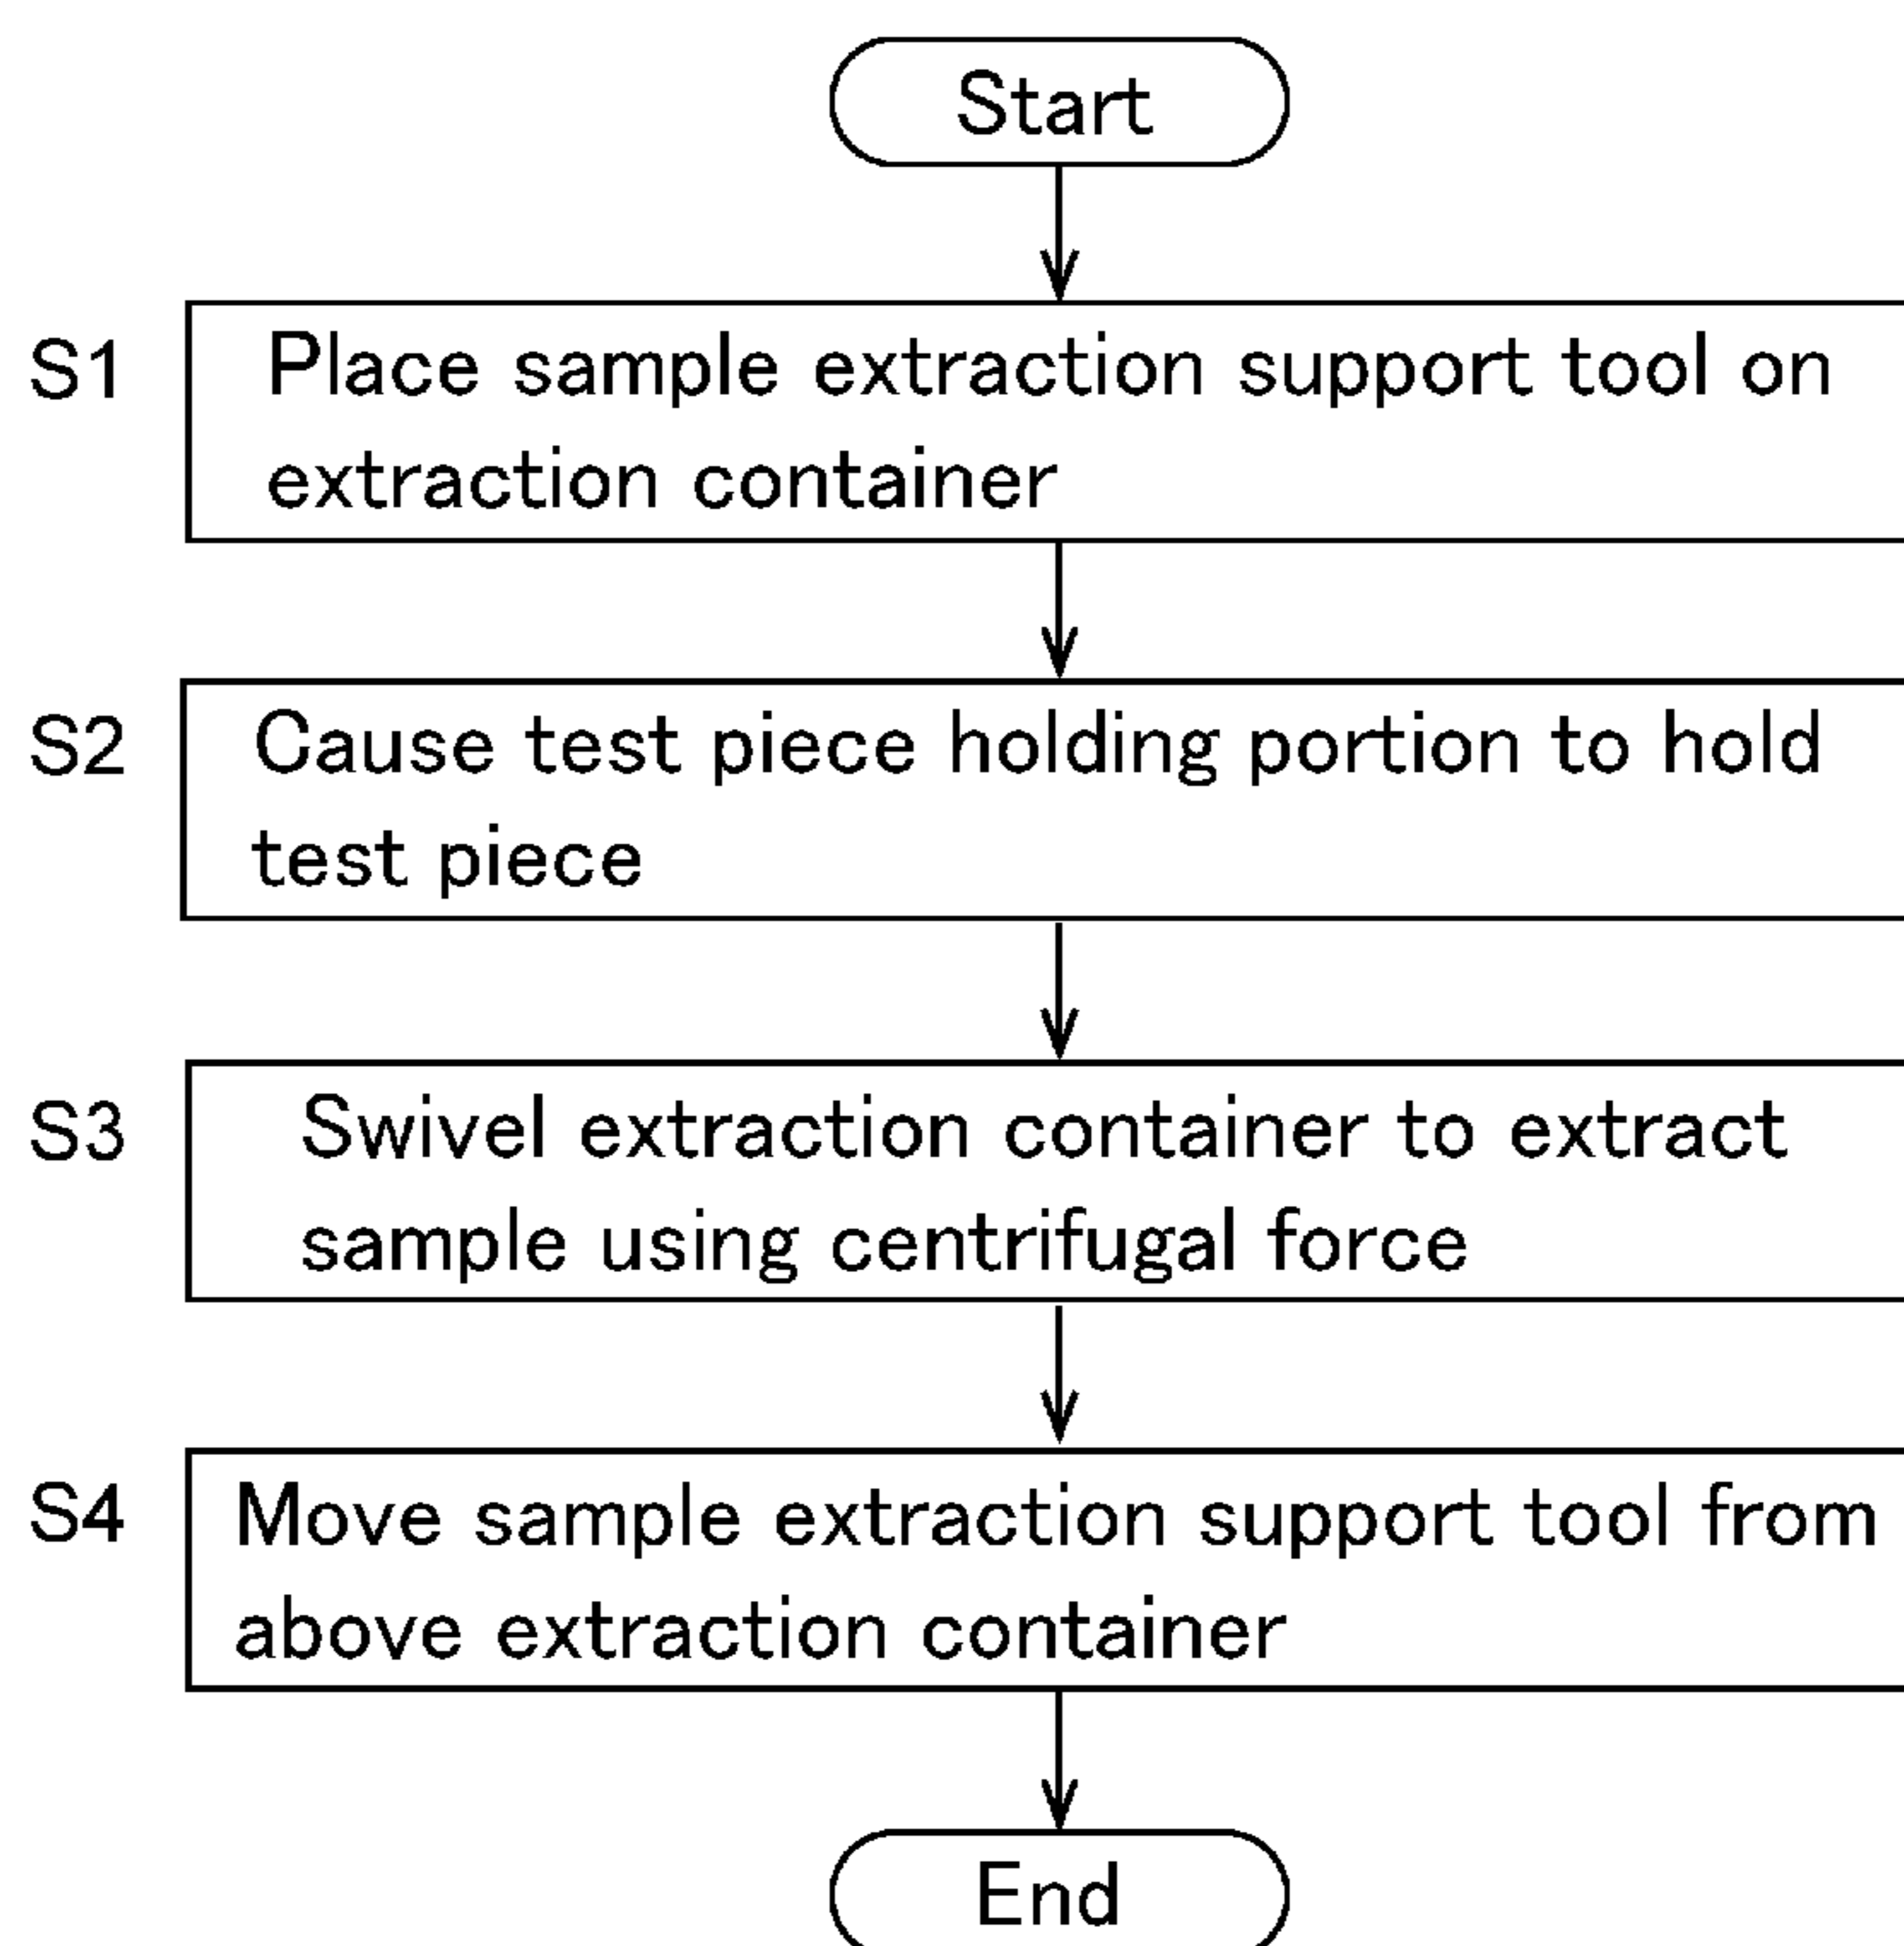 Start
S1
Place sample extraction support tool on
extraction container
S2
Cause test piece holding portion to hold
test piece
S3
Swivel extraction container to extract
sample using centrifugal force
S4
Move sample extraction support tool from
above extraction container
End